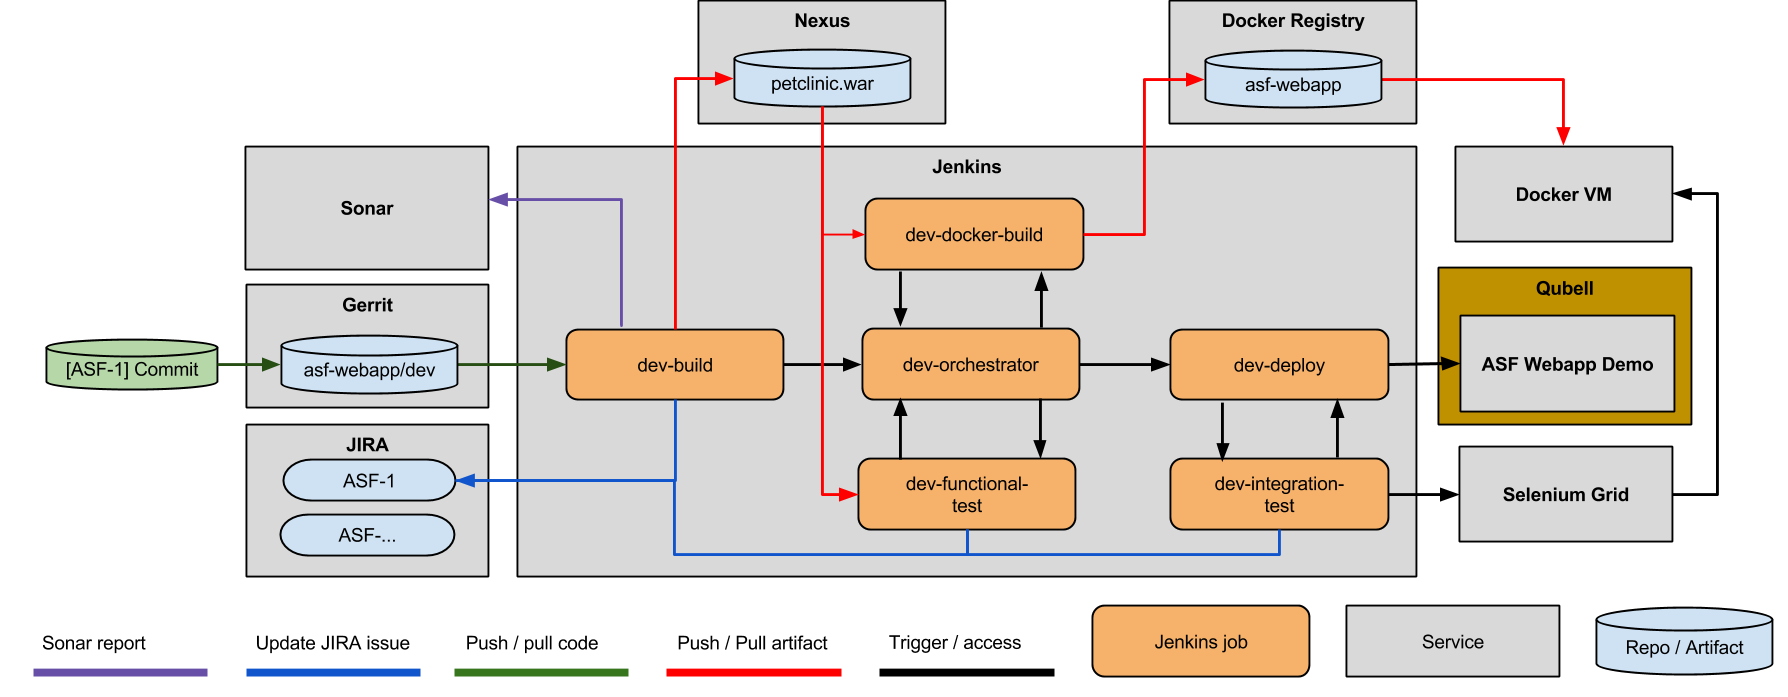 Nexus
petclinic.war
Docker Registry
asf-webapp
Sonar
Jenkins
dev-docker-build
Docker VM
Gerrit
[ASF-1] Commit
asf-webapp/dev
dev-build
dev-orchestrator
dev-deploy
Qubell
ASF Webapp Demo
JIRA
ASF-1
ASF-...
dev-functional-
test
dev-integration-
test
Selenium Grid
Sonar report
Update JIRA issue
Push / pull code
Push / Pull artifact
Trigger / access
Jenkins job
Service
Repo / Artifact